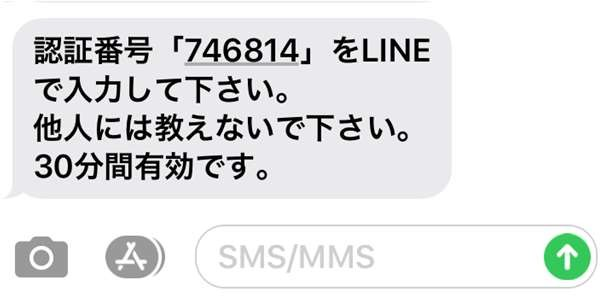 認証番号「746814」をLINE
で入力して下さい。
他人には教えないで下さい。
30分間有効です。
SMS/MMS